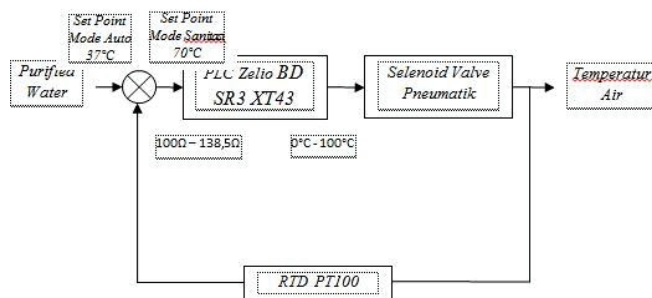 Set Point
Mode Auto
37°C
Set Point
Mode Sanitasi
70°C
Purified
Water
PLC Zelio BD
SR3 XT43
Selenoid Valve
Pneumatik
Temperatur
Air
100Ω – 138,5Ω
0°C - 100°C
RTD PT100